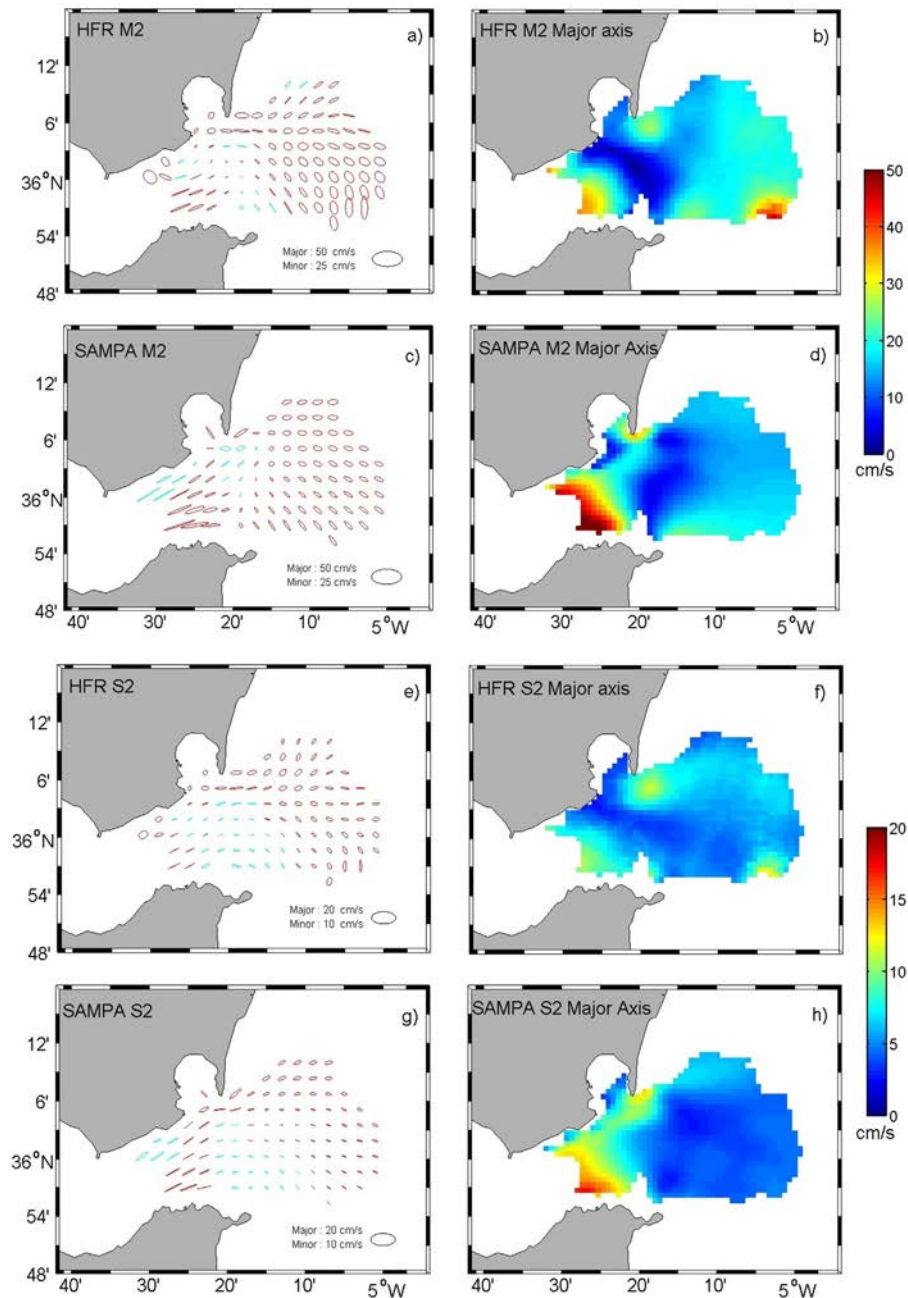 HFR M2
a)
12'
6'
36°N
54'
48'
Major : 50 cm/s
Minor : 25 cm/s
HFR M2 Major axis
b)
SAMPA M2
c)
12'
6'
36°N
54'
48'
40'
30'
20'
10'
5°W
Major : 50 cm/s
Minor : 25 cm/s
SAMPA M2 Major Axis
d)
40'
30'
20'
10'
5°W
50
40
30
20
10
0
cm/s
HFR S2
e)
12'
6'
36°N
54'
48'
Major : 20 cm/s
Minor : 10 cm/s
HFR S2 Major axis
f)
SAMPA S2
g)
12'
6'
36°N
54'
48'
40'
30'
20'
10'
5°W
Major : 20 cm/s
Minor : 10 cm/s
SAMPA S2 Major Axis
h)
40'
30'
20'
10'
5°W
20
15
10
5
0
cm/s